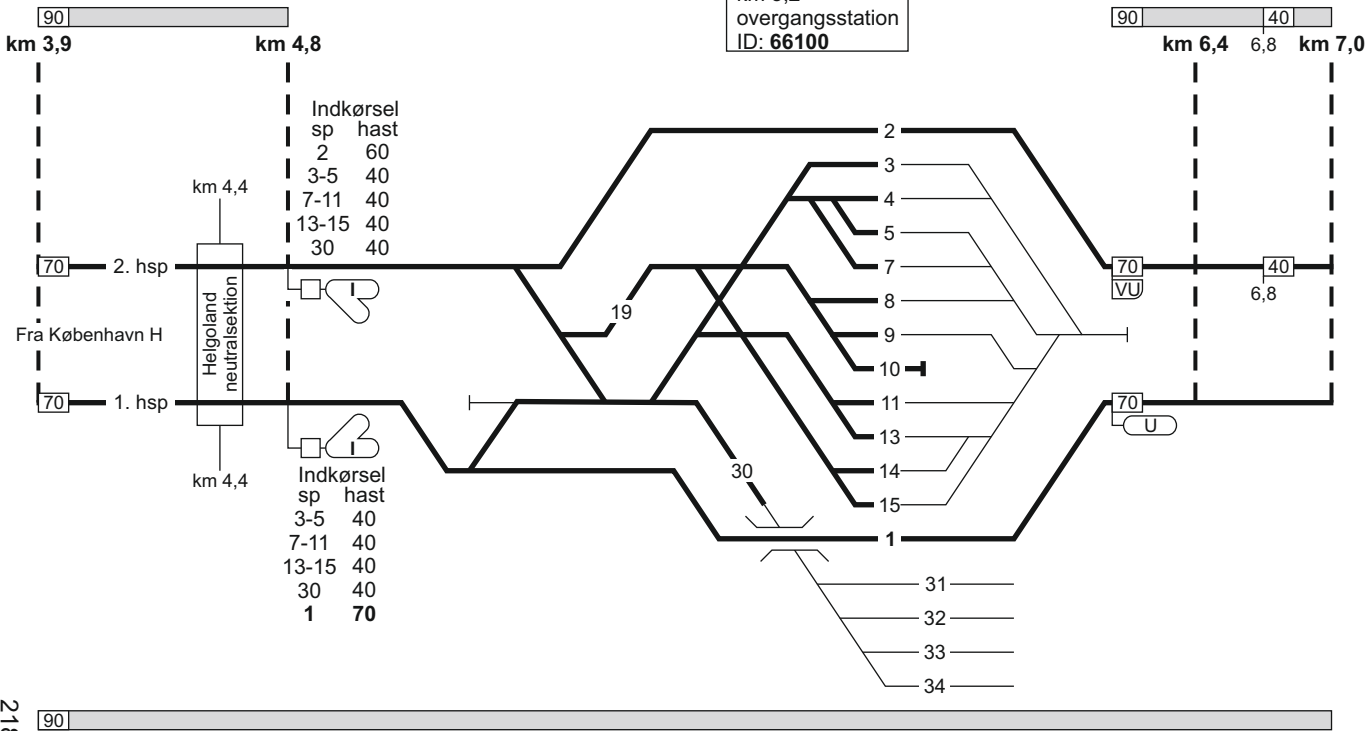 90
90 40
overgangsstation
ID: 66100
km 3,9 km 4,8 km 6,4 6,8 km 7,0
Indkørsel
sp hast
2 60
3-5 40
7-11 40
13-15 40
30 40
km 4,4
70 2. hsp
I
Fra København H
Helgoland
neutralsektion
70 1. hsp
I
km 4,4
Indkørsel
sp hast
3-5 40
7-11 40
13-15 40
30 40
1 70
19
30
2
3
4
5
7
8
9
10
11
13
14
15
1
31
32
33
34
70 40
VU 6,8
70
U
218
90